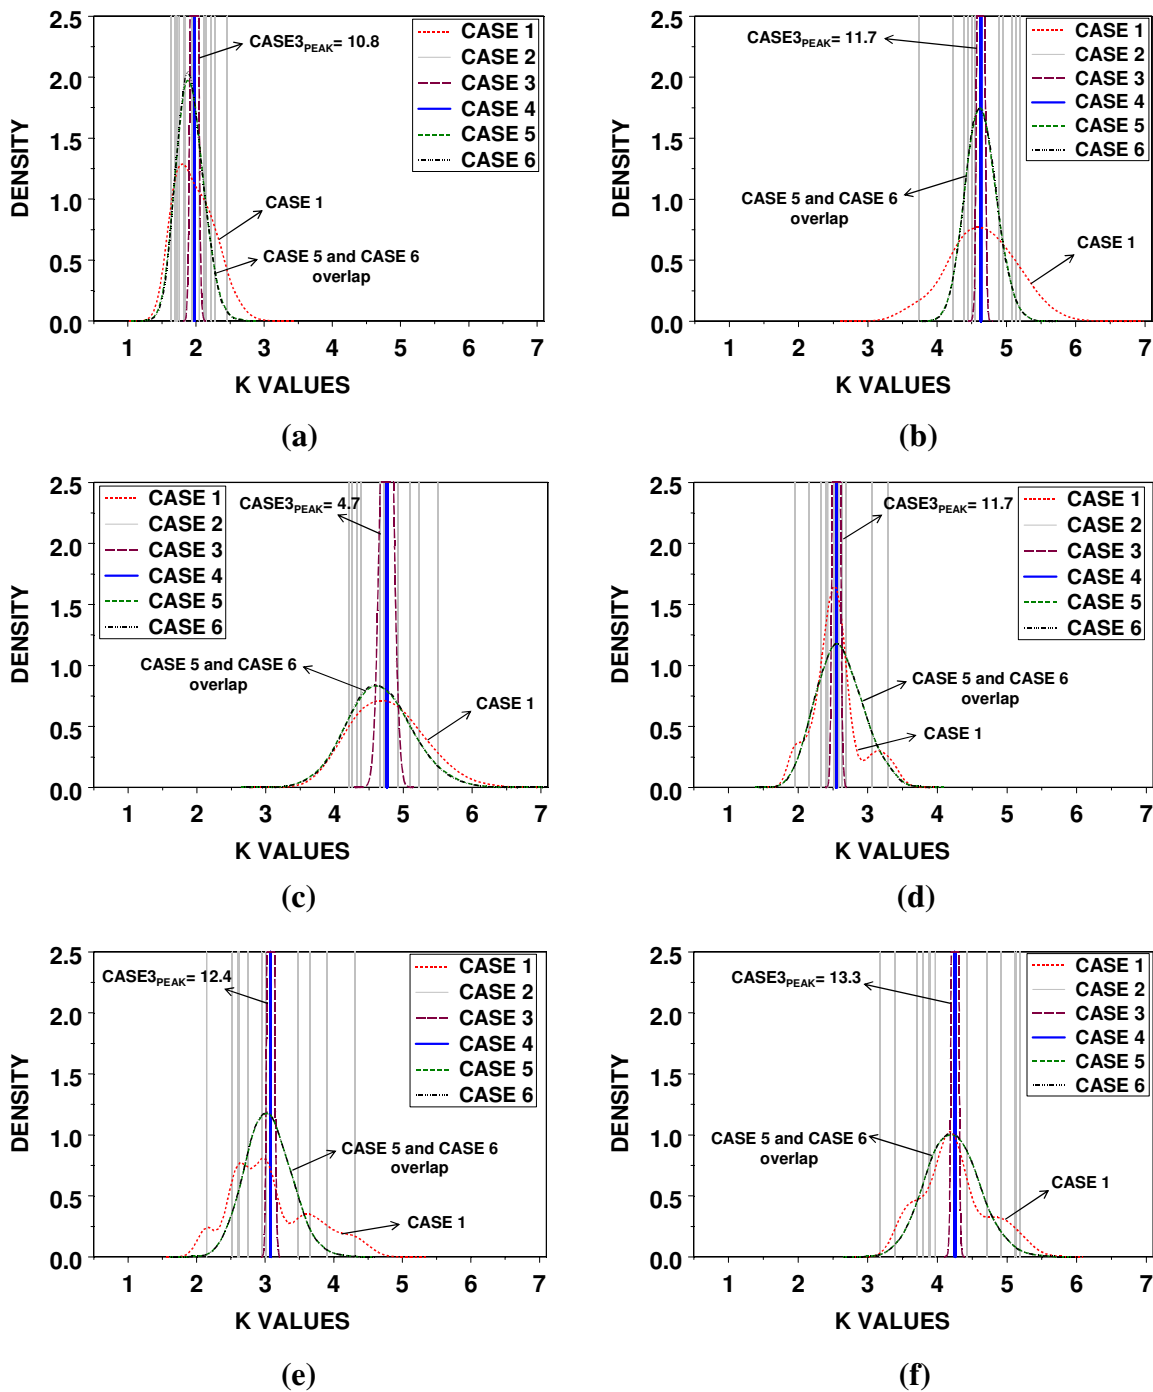 2.5
2.0
1.5
1.0
0.5
0.0
DENSITY
1 2 3 4 5 6 7
K VALUES
CASE3PEAK= 10.8
CASE 1
CASE 5 and CASE 6
overlap
CASE 1
CASE 2
CASE 3
CASE 4
CASE 5
CASE 6
(a)
2.5
2.0
1.5
1.0
0.5
0.0
DENSITY
1 2 3 4 5 6 7
K VALUES
CASE3PEAK= 11.7
CASE 5 and CASE 6
overlap
CASE 1
CASE 1
CASE 2
CASE 3
CASE 4
CASE 5
CASE 6
(b)
2.5
2.0
1.5
1.0
0.5
0.0
DENSITY
1 2 3 4 5 6 7
K VALUES
CASE 1
CASE 2
CASE 3
CASE 4
CASE 5
CASE 6
CASE3PEAK= 4.7
CASE 5 and CASE 6
overlap
CASE 1
(c)
2.5
2.0
1.5
1.0
0.5
0.0
DENSITY
1 2 3 4 5 6 7
K VALUES
CASE3PEAK= 11.7
CASE 5 and CASE 6
overlap
CASE 1
CASE 1
CASE 2
CASE 3
CASE 4
CASE 5
CASE 6
(d)
2.5
2.0
1.5
1.0
0.5
0.0
DENSITY
1 2 3 4 5 6 7
K VALUES
CASE3PEAK= 12.4
CASE 5 and CASE 6
overlap
CASE 1
CASE 1
CASE 2
CASE 3
CASE 4
CASE 5
CASE 6
(e)
2.5
2.0
1.5
1.0
0.5
0.0
DENSITY
1 2 3 4 5 6 7
K VALUES
CASE3PEAK= 13.3
CASE 5 and CASE 6
overlap
CASE 1
CASE 1
CASE 2
CASE 3
CASE 4
CASE 5
CASE 6
(f)